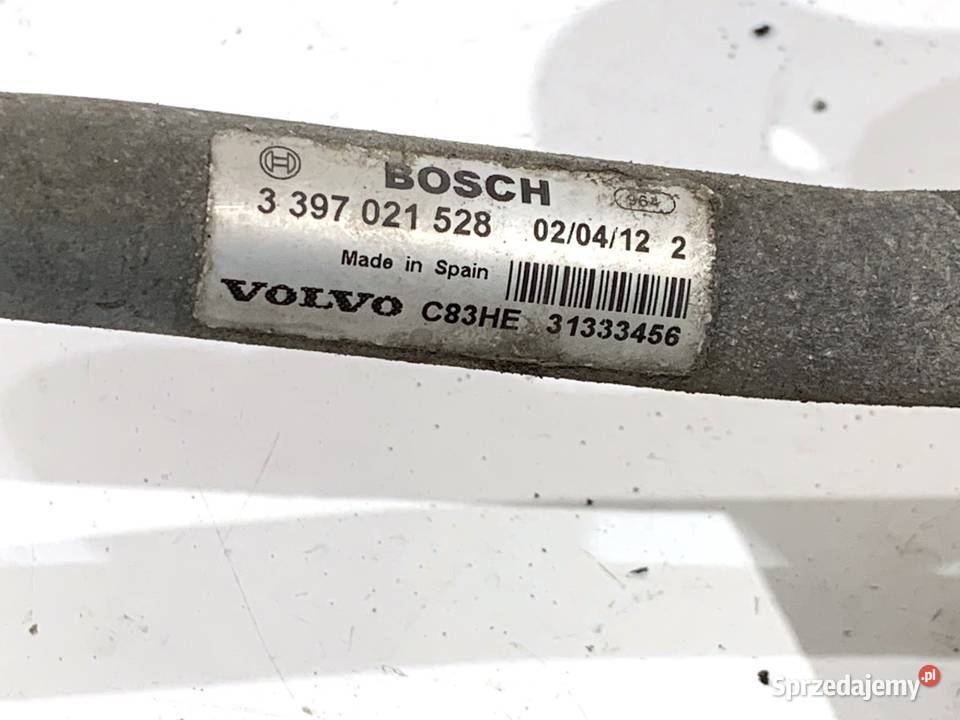 BOSCH 964
3 397 021 528 02/04/12 2
Made in Spain
VOLVO C83HE 31333456
Sprzedajemy.pl